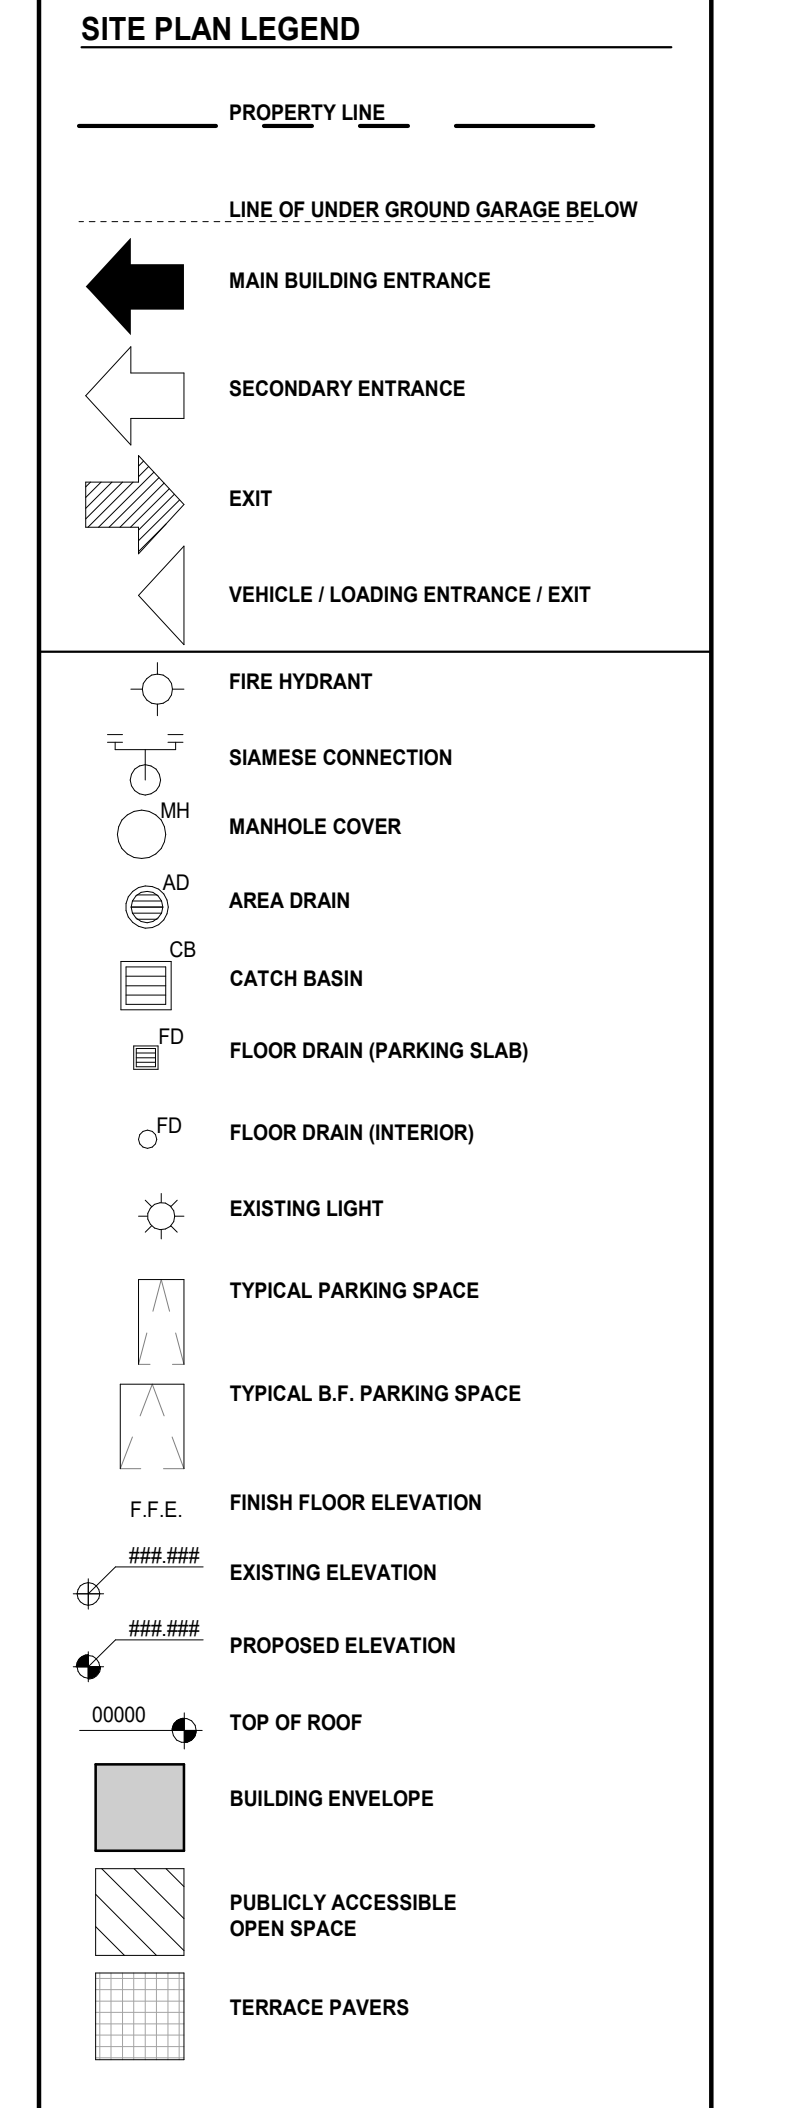 SITE PLAN LEGEND
PROPERTY LINE
LINE OF UNDER GROUND GARAGE BELOW
MAIN BUILDING ENTRANCE
SECONDARY ENTRANCE
EXIT
VEHICLE / LOADING ENTRANCE / EXIT
FIRE HYDRANT
SIAMESE CONNECTION
MH
MANHOLE COVER
AD
AREA DRAIN
CB
CATCH BASIN
FD
FLOOR DRAIN (PARKING SLAB)
FD
FLOOR DRAIN (INTERIOR)
EXISTING LIGHT
TYPICAL PARKING SPACE
TYPICAL B.F. PARKING SPACE
F.F.E. FINISH FLOOR ELEVATION
###.###
EXISTING ELEVATION
###.###
PROPOSED ELEVATION
00000 TOP OF ROOF
BUILDING ENVELOPE
PUBLICLY ACCESSIBLE
OPEN SPACE
TERRACE PAVERS